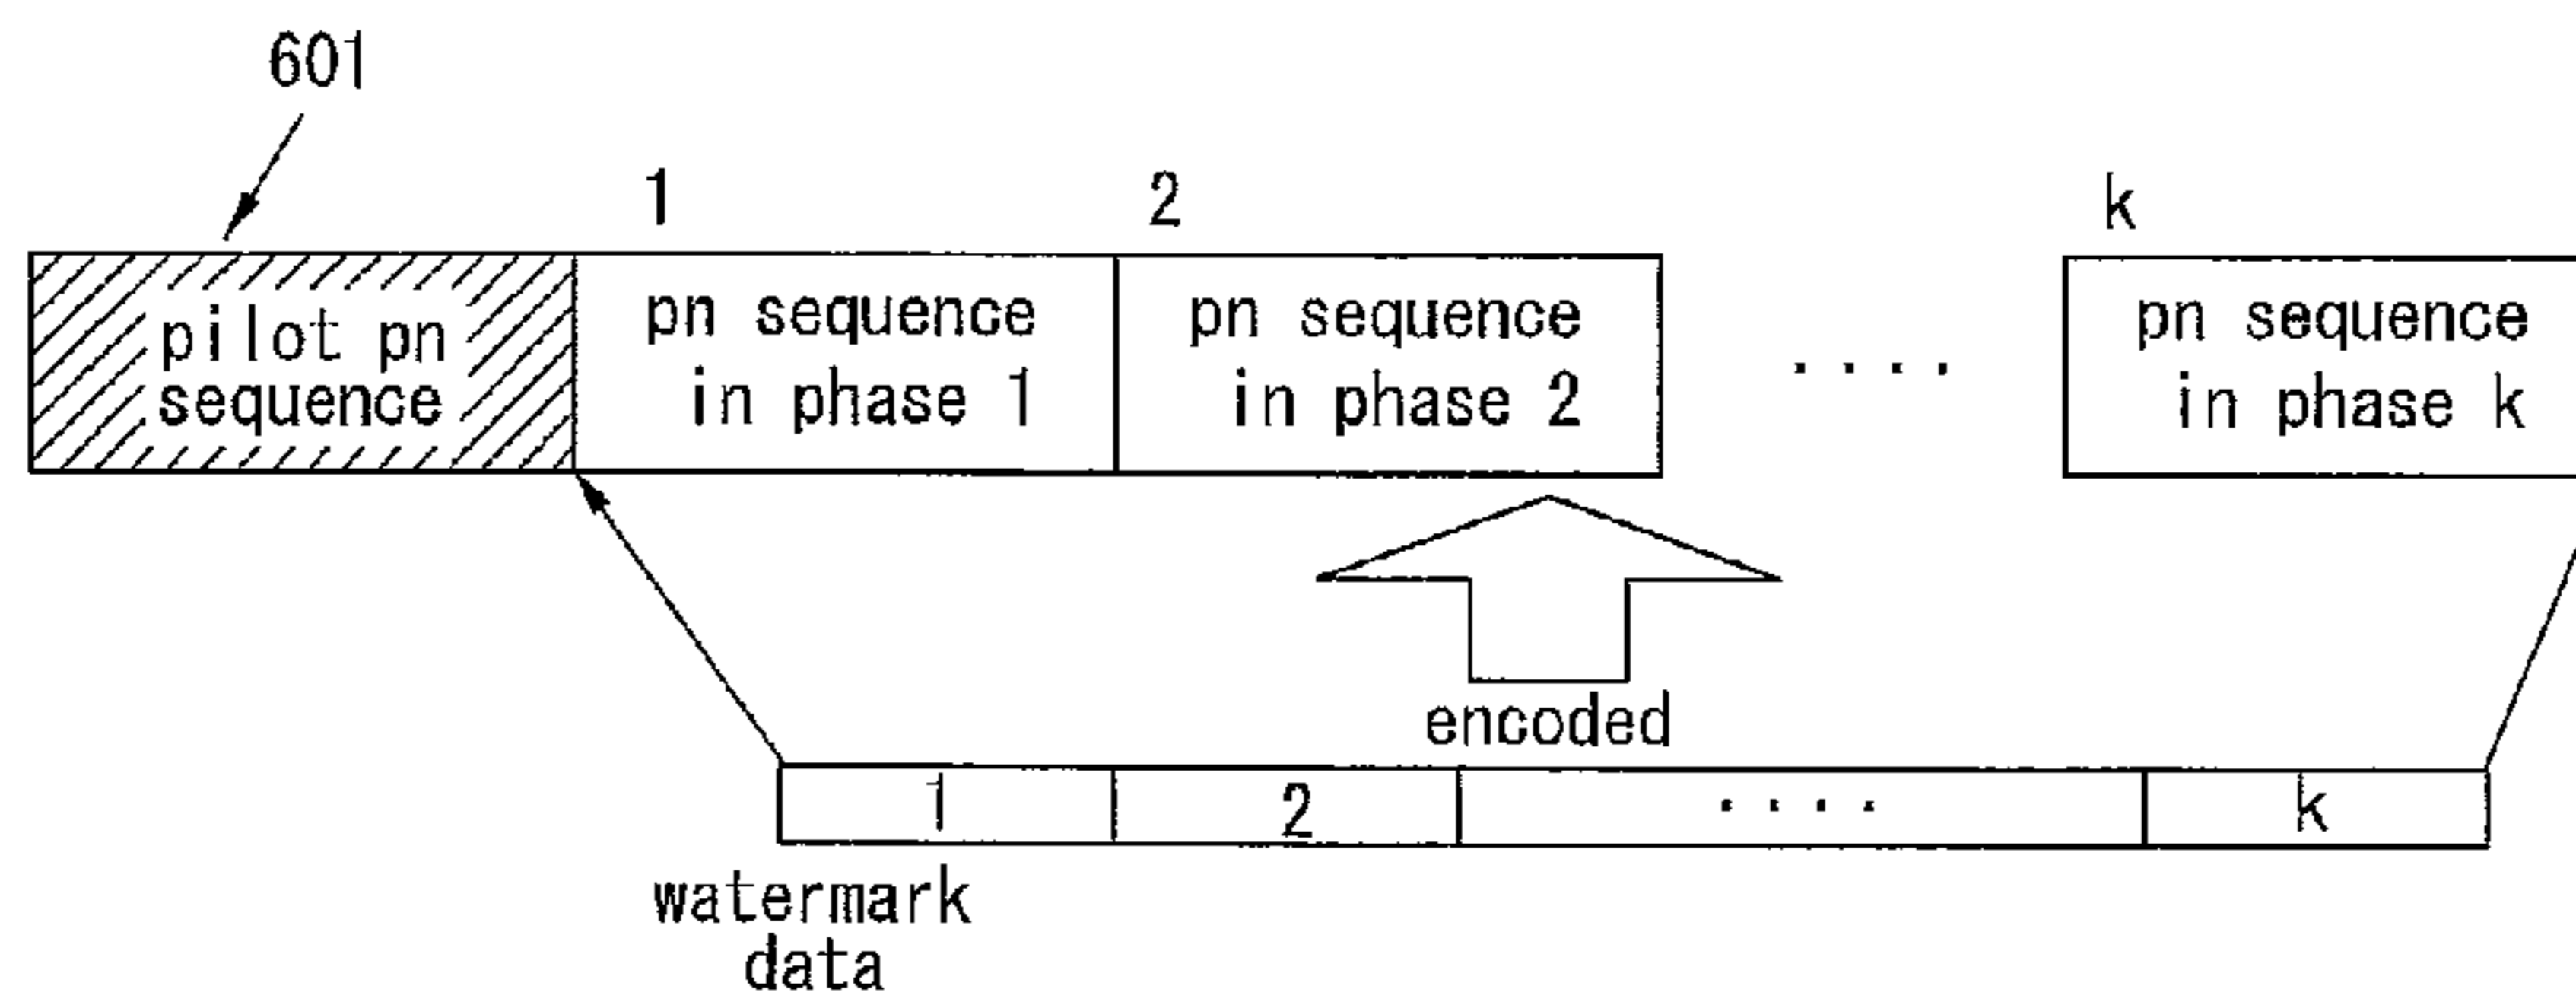 601
1 2 k
pilot pn
sequence
pn sequence
in phase 1
pn sequence
in phase 2
. . . .
pn sequence
in phase k
encoded
1 2 . . . . k
watermark
data